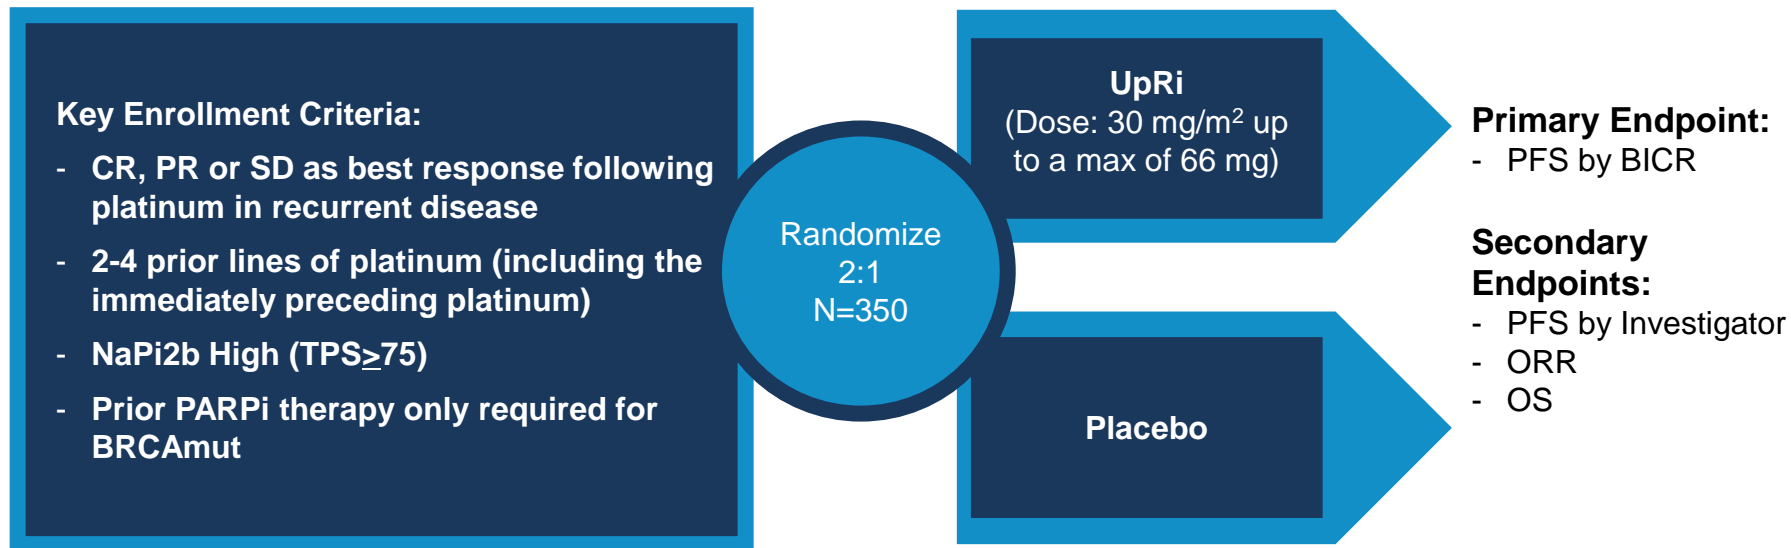 Key Enrollment Criteria:
- CR, PR or SD as best response following
platinum in recurrent disease
- 2-4 prior lines of platinum (including the
immediately preceding platinum)
- NaPi2b High (TPS≥75)
- Prior PARPi therapy only required for
BRCAmut
Randomize
2:1
N=350
UpRi
(Dose: 30 mg/m² up
to a max of 66 mg)
Placebo
Primary Endpoint:
- PFS by BICR
Secondary
Endpoints:
- PFS by Investigator
- ORR
- OS